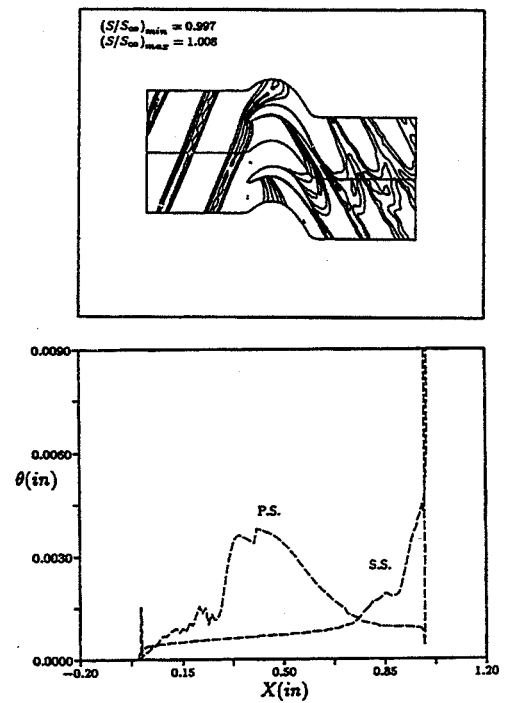 (S/S∞)min = 0.997
(S/S∞)max = 1.008
0.0090
0.0060
θ(in)
P.S.
0.0030
S.S.
0.0000
−0.20 0.15 0.50 0.85 1.20
X(in)